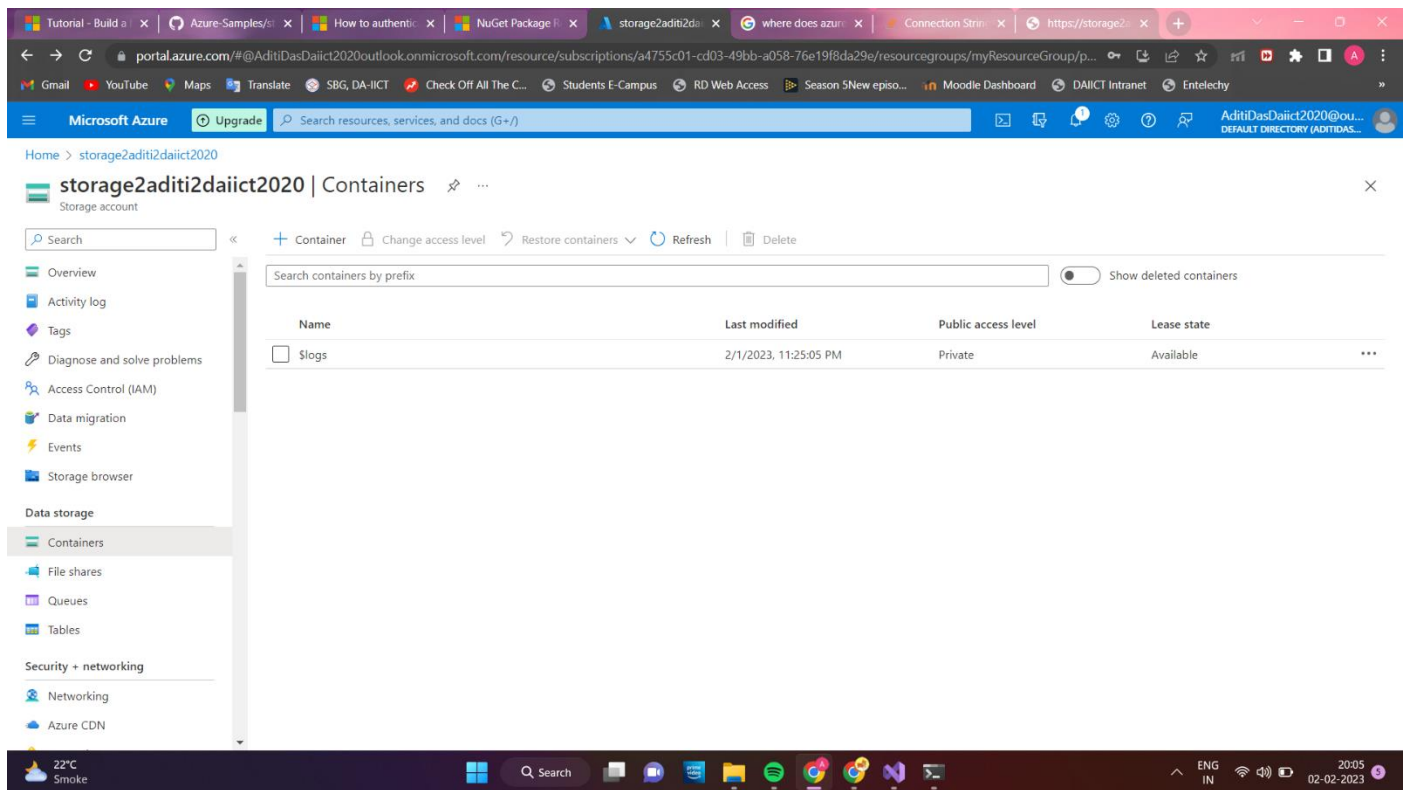 Tutorial - Build a
Azure-Samples/st
How to authentic
NuGet Package R
storage2aditi2dai
where does azur
Connection String
https://storage2a
portal.azure.com/#@AditiDasDaiict2020outlook.onmicrosoft.com/resource/subscriptions/a4755c01-cd03-49bb-a058-76e19f8da29e/resourcegroups/myResourceGroup/p...
Gmail
YouTube
Maps
Translate
SBG, DA-IICT
Check Off All The C...
Students E-Campus
RD Web Access
Season 5New episo...
Moodle Dashboard
DAIICT Intranet
Entelechy
»
Microsoft Azure
Upgrade
Search resources, services, and docs (G+/)
AditiDasDaiict2020@ou...
DEFAULT DIRECTORY (ADITIDAS...
Home > storage2aditi2daiict2020
storage2aditi2daiict2020 | Containers
Storage account
Search
«
+ Container
Change access level
Restore containers
Refresh
Delete
Overview
Activity log
Tags
Diagnose and solve problems
Access Control (IAM)
Data migration
Events
Storage browser
Data storage
Containers
File shares
Queues
Tables
Security + networking
Networking
Azure CDN
Search containers by prefix
Show deleted containers
Name Last modified Public access level Lease state
$logs 2/1/2023, 11:25:05 PM Private Available
22°C
Smoke
Search
ENG
IN
20:05
02-02-2023
5